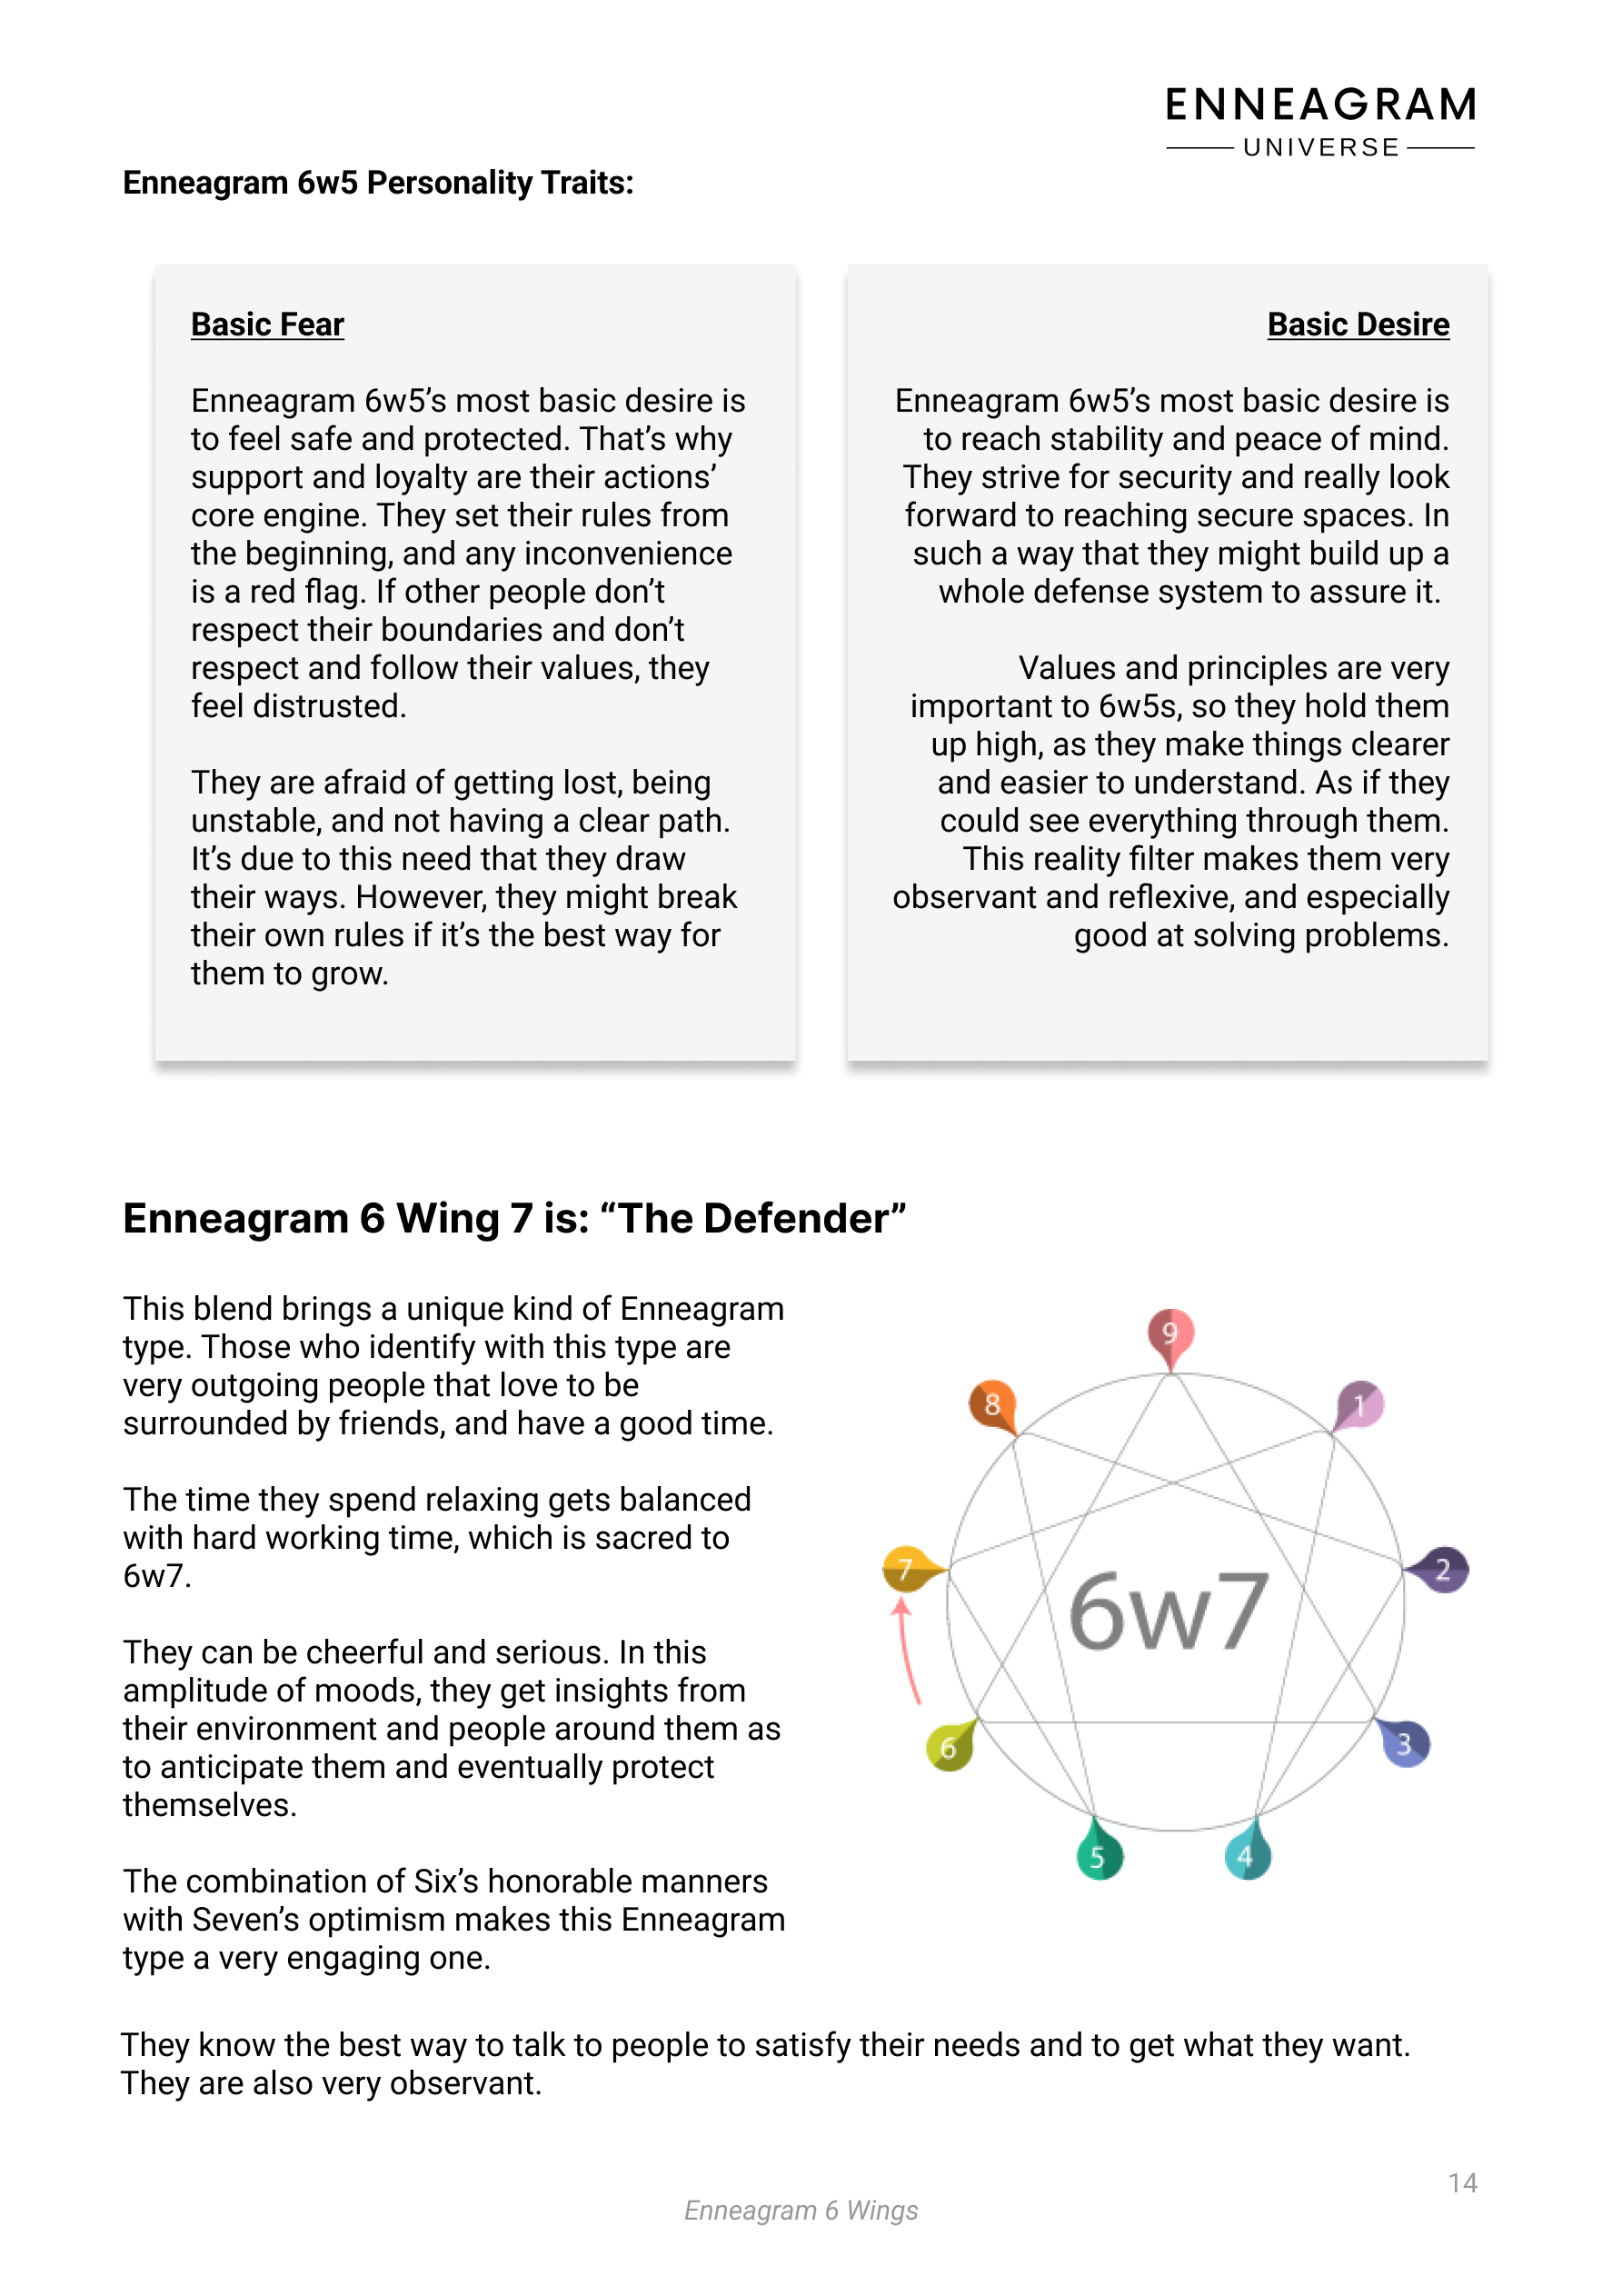 ENNEAGRAM
UNIVERSE
Enneagram 6w5 Personality Traits:
Basic Fear
Enneagram 6w5’s most basic desire is
to feel safe and protected. That’s why
support and loyalty are their actions’
core engine. They set their rules from
the beginning, and any inconvenience
is a red flag. If other people don’t
respect their boundaries and don’t
respect and follow their values, they
feel distrusted.
They are afraid of getting lost, being
unstable, and not having a clear path.
It’s due to this need that they draw
their ways. However, they might break
their own rules if it’s the best way for
them to grow.
Basic Desire
Enneagram 6w5’s most basic desire is
to reach stability and peace of mind.
They strive for security and really look
forward to reaching secure spaces. In
such a way that they might build up a
whole defense system to assure it.
Values and principles are very
important to 6w5s, so they hold them
up high, as they make things clearer
and easier to understand. As if they
could see everything through them.
This reality filter makes them very
observant and reflexive, and especially
good at solving problems.
Enneagram 6 Wing 7 is: “The Defender”
This blend brings a unique kind of Enneagram
type. Those who identify with this type are
very outgoing people that love to be
surrounded by friends, and have a good time.
The time they spend relaxing gets balanced
with hard working time, which is sacred to
6w7.
They can be cheerful and serious. In this
amplitude of moods, they get insights from
their environment and people around them as
to anticipate them and eventually protect
themselves.
The combination of Six’s honorable manners
with Seven’s optimism makes this Enneagram
type a very engaging one.
9
8
1
7
2
6w7
6
3
5
4
They know the best way to talk to people to satisfy their needs and to get what they want.
They are also very observant.
14
Enneagram 6 Wings